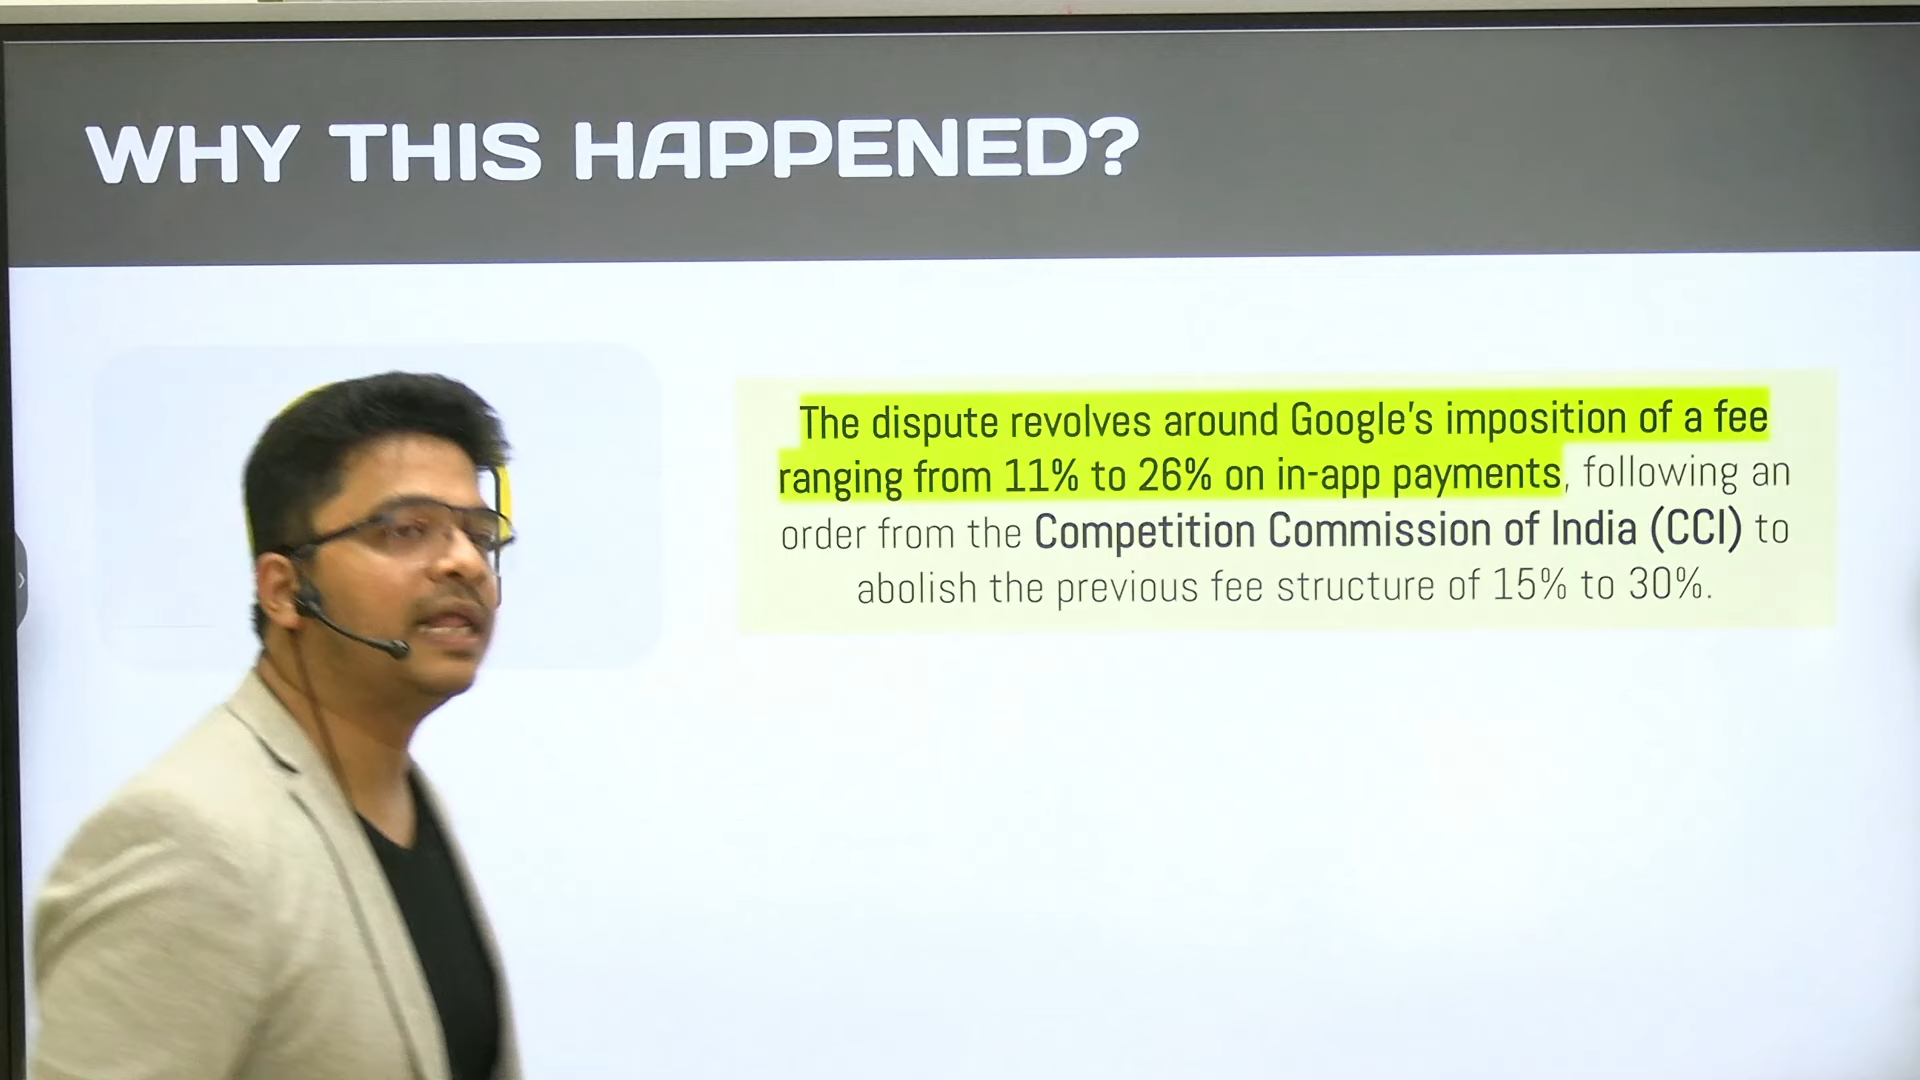 WHY THIS HAPPENED?
The dispute revolves around Google's imposition of a fee
ranging from 11% to 26% on in-app payments, following an
order from the Competition Commission of India (CCI) to
abolish the previous fee structure of 15% to 30%.